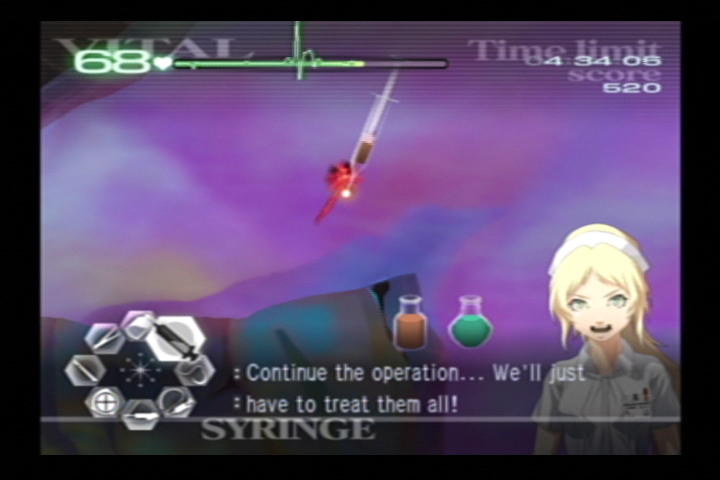 VITAL
Time limit
68
04:34:05
score
520
: Continue the operation... We'll just
: have to treat them all!
SYRINGE